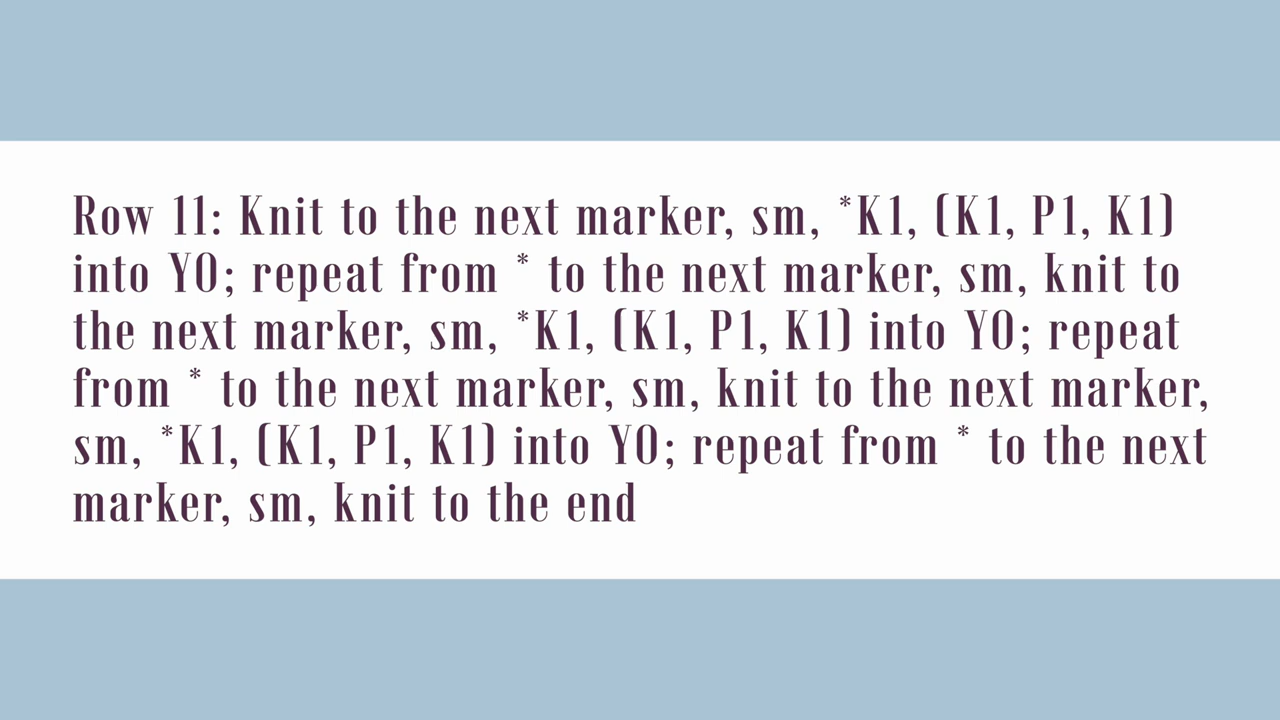 Row 11: Knit to the next marker, sm, *K1, (K1, P1, K1)
into YO; repeat from * to the next marker, sm, knit to
the next marker, sm, *K1, (K1, P1, K1) into YO; repeat
from * to the next marker, sm, knit to the next marker,
sm, *K1, (K1, P1, K1) into YO; repeat from * to the next
marker, sm, knit to the end